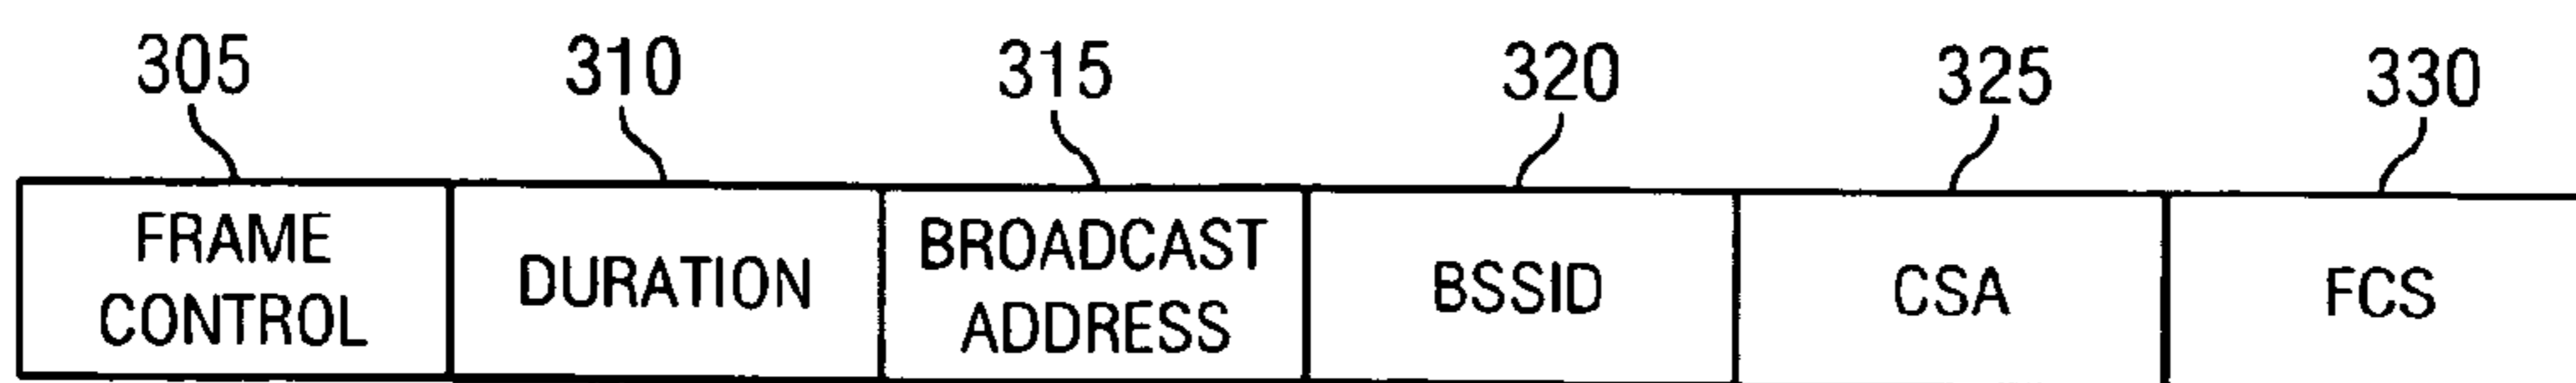 305 310 315 320 325 330
FRAME CONTROL
DURATION
BROADCAST ADDRESS
BSSID
CSA
FCS